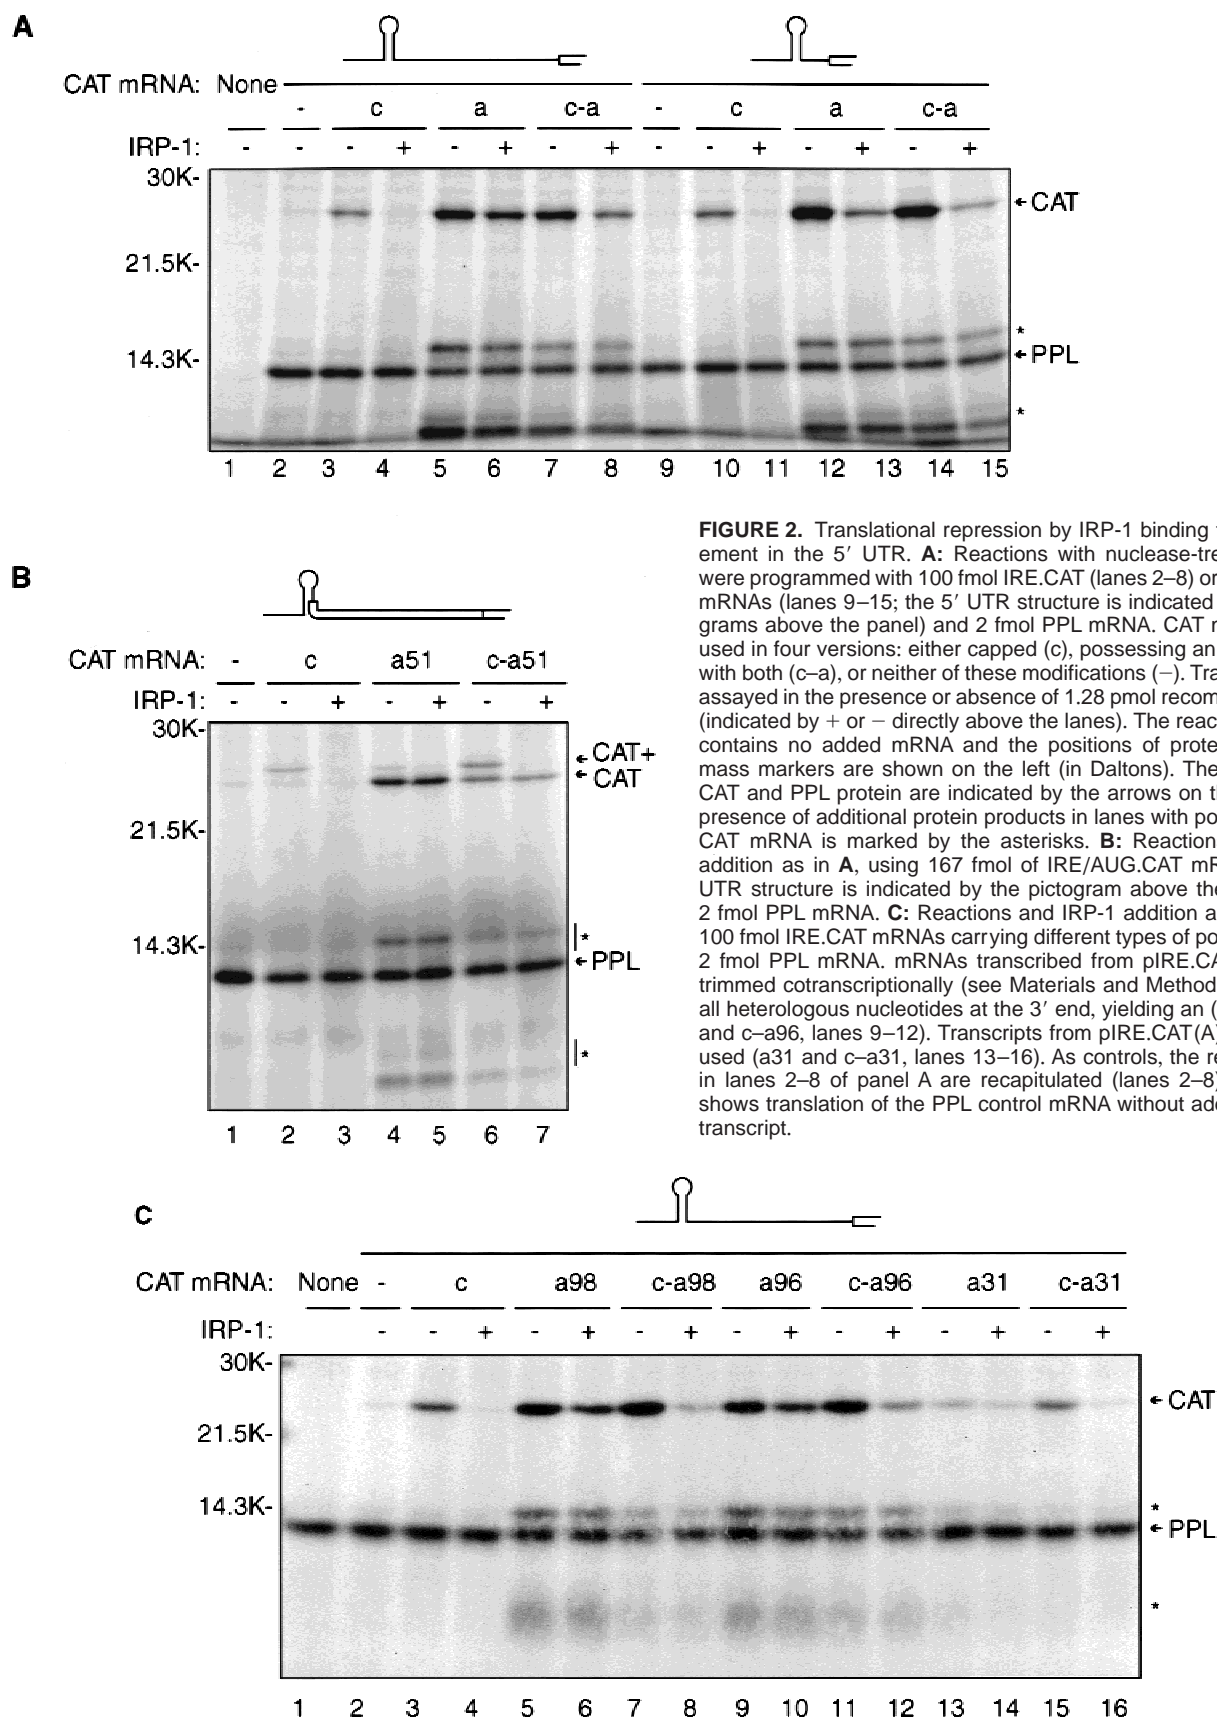 A
CAT mRNA: None
- c a c-a - c a c-a
IRP-1: - - - + - + - + - - + - + - +
30K-
CAT
21.5K-
*
14.3K-
PPL
*
1 2 3 4 5 6 7 8 9 10 11 12 13 14 15
B
CAT mRNA: - c a51 c-a51
IRP-1: - - + - + - +
30K-
CAT+
CAT
21.5K-
14.3K-
*
PPL
*
1 2 3 4 5 6 7
FIGURE 2. Translational repression by IRP-1 binding
ement in the 5′ UTR. A: Reactions with nuclease-tre
were programmed with 100 fmol IRE.CAT (lanes 2–8) or
mRNAs (lanes 9–15; the 5′ UTR structure is indicated
grams above the panel) and 2 fmol PPL mRNA. CAT
used in four versions: either capped (c), possessing an
with both (c–a), or neither of these modifications (−). Tra
assayed in the presence or absence of 1.28 pmol recom
(indicated by + or − directly above the lanes). The reac
contains no added mRNA and the positions of prote
mass markers are shown on the left (in Daltons). The
CAT and PPL protein are indicated by the arrows on
presence of additional protein products in lanes with po
CAT mRNA is marked by the asterisks. B: Reaction
addition as in A, using 167 fmol of IRE/AUG.CAT mR
UTR structure is indicated by the pictogram above the
2 fmol PPL mRNA. C: Reactions and IRP-1 addition a
100 fmol IRE.CAT mRNAs carrying different types of po
2 fmol PPL mRNA. mRNAs transcribed from pIRE.CA
trimmed cotranscriptionally (see Materials and Method
all heterologous nucleotides at the 3′ end, yielding an (
and c–a96, lanes 9–12). Transcripts from pIRE.CAT(A)
used (a31 and c–a31, lanes 13–16). As controls, the re
in lanes 2–8 of panel A are recapitulated (lanes 2–8)
shows translation of the PPL control mRNA without ad
transcript.
C
CAT mRNA: None - c a98 c-a98 a96 c-a96 a31 c-a31
IRP-1: - - + - + - + - + - + - + - +
30K-
CAT
21.5K-
14.3K-
*
PPL
*
1 2 3 4 5 6 7 8 9 10 11 12 13 14 15 16